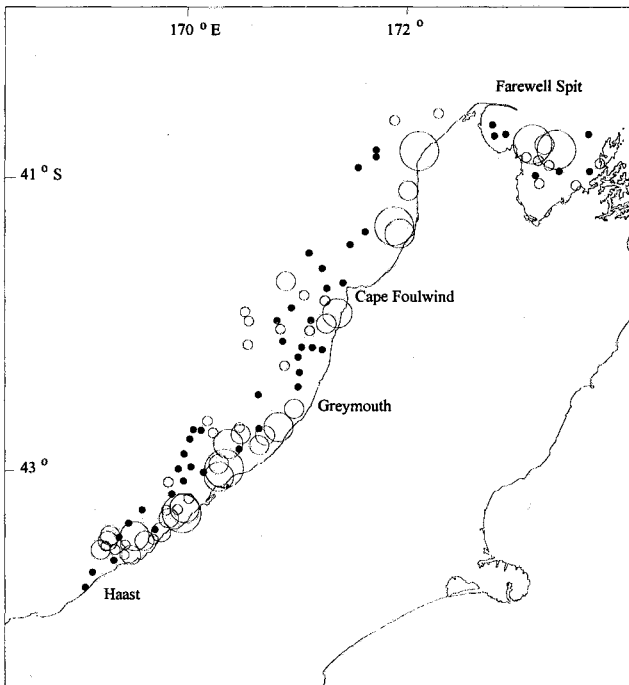 170 ° E
172 °
Farewell Spit
41 ° S
Cape Foulwind
Greymouth
43 °
Haast